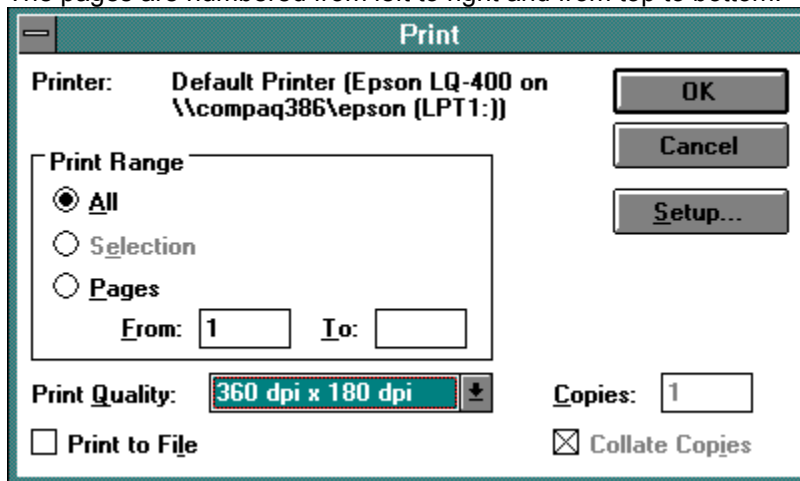 The pages are numbered from left to right and from top to bottom.
Print
Printer: Default Printer (Epson LQ-400 on
\\compaq386\epson (LPT1:))
OK
Cancel
Setup...
Print Range
All
Selection
Pages
From: 1 To:
Print Quality: 360 dpi x 180 dpi
Copies: 1
Print to File
Collate Copies